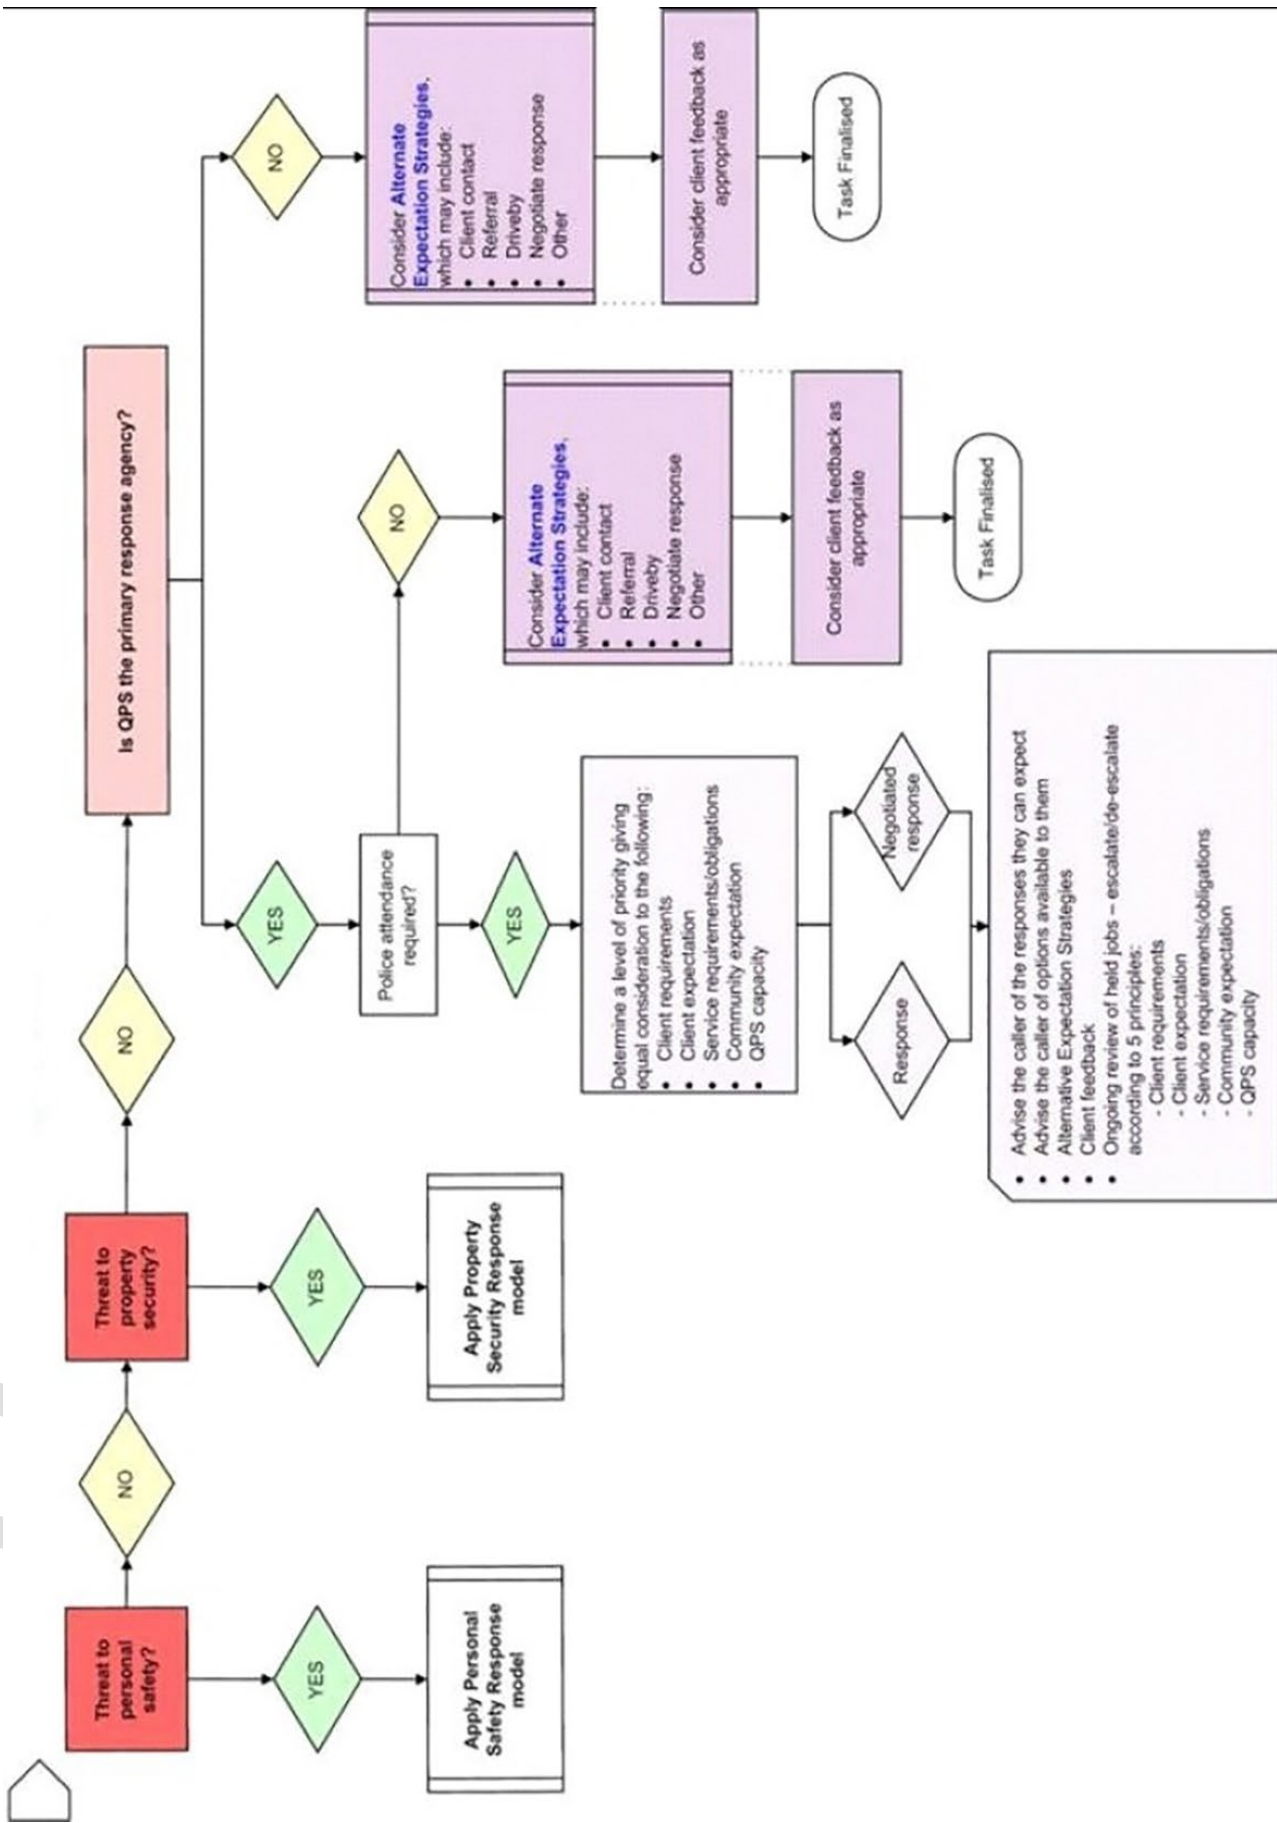 Threat to
personal
safety?
NO
Threat to
property
security?
NO
Is QPS the primary response agency?
YES
Apply Personal
Safety Response
model
YES
Apply Property
Security Response
model
YES
NO
Police attendance
required?
NO
Consider Alternate
Expectation Strategies,
which may include:
• Client contact
• Referral
• Driveby
• Negotiate response
• Other
Consider client feedback as
appropriate
Task Finalised
YES
Consider Alternate
Expectation Strategies,
which may include:
• Client contact
• Referral
• Driveby
• Negotiate response
• Other
Consider client feedback as
appropriate
Task Finalised
Determine a level of priority giving
equal consideration to the following:
• Client requirements
• Client expectation
• Service requirements/obligations
• Community expectation
• QPS capacity
Response
Negotiated
response
• Advise the caller of the responses they can expect
• Advise the caller of options available to them
• Alternative Expectation Strategies
• Client feedback
• Ongoing review of held jobs – escalate/de-escalate
according to 5 principles:
- Client requirements
- Client expectation
- Service requirements/obligations
- Community expectation
- QPS capacity